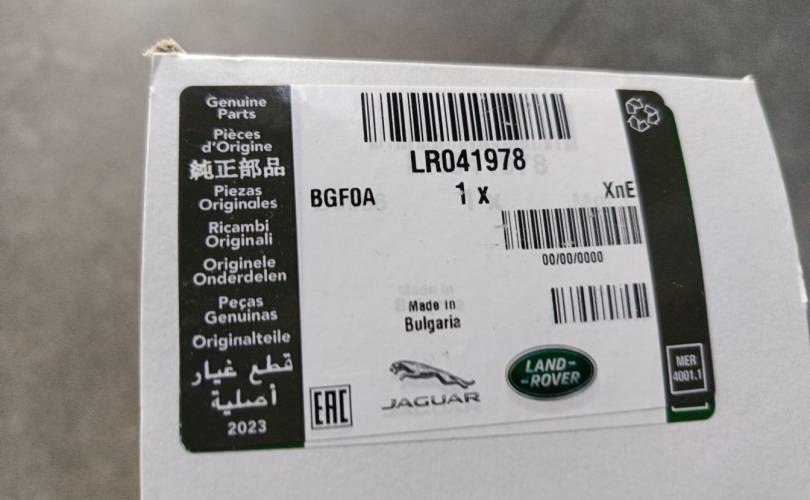 Genuine
Parts
Pièces
d'Origine
純正部品
Piezas
Originales
Ricambi
Originali
Originele
Onderdelen
Peças
Genuinas
Originalteile
قطع غيار
أصلية
2023
LR041978
BGF0A
1 X
XnE
00/00/0000
Made in
Bulgaria
EAC
JAGUAR
LAND-
-ROVER
MER
4001.1